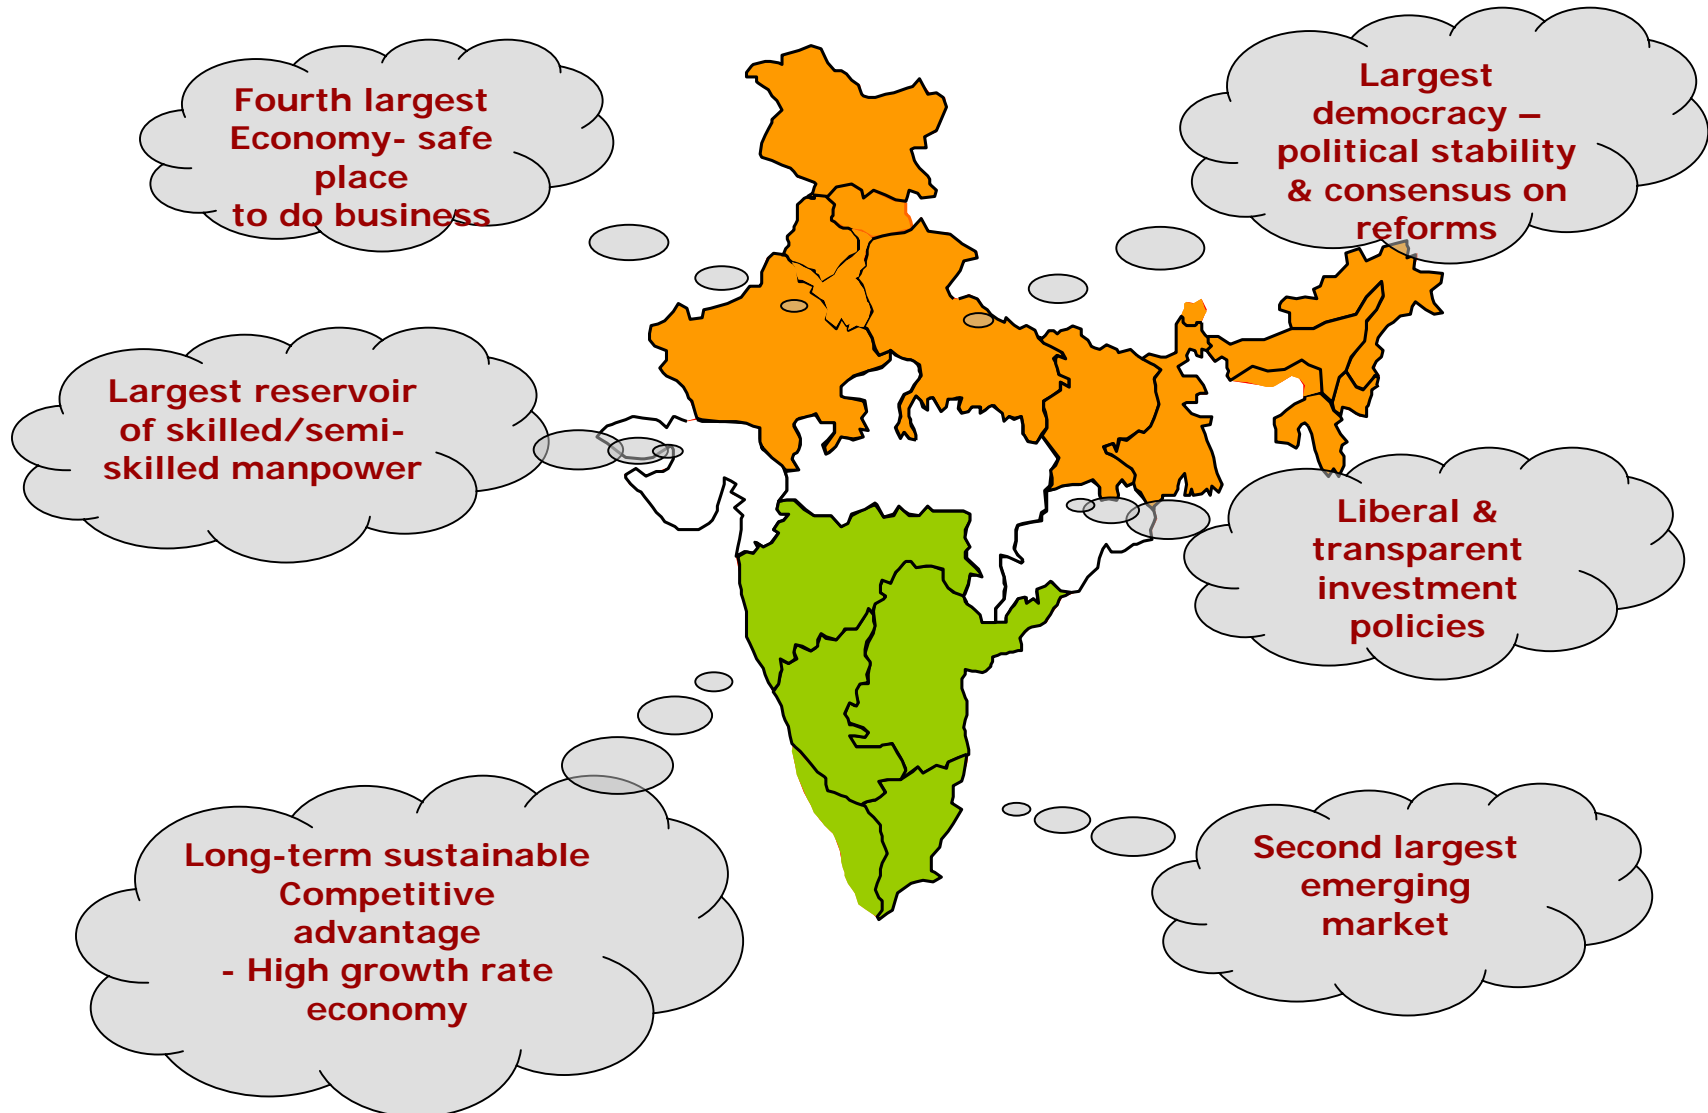 Fourth largest
Economy- safe
place
to do business
Largest
democracy –
political stability
& consensus on
reforms
Largest reservoir
of skilled/semi-
skilled manpower
Liberal &
transparent
investment
policies
Long-term sustainable
Competitive
advantage
- High growth rate
economy
Second largest
emerging
market